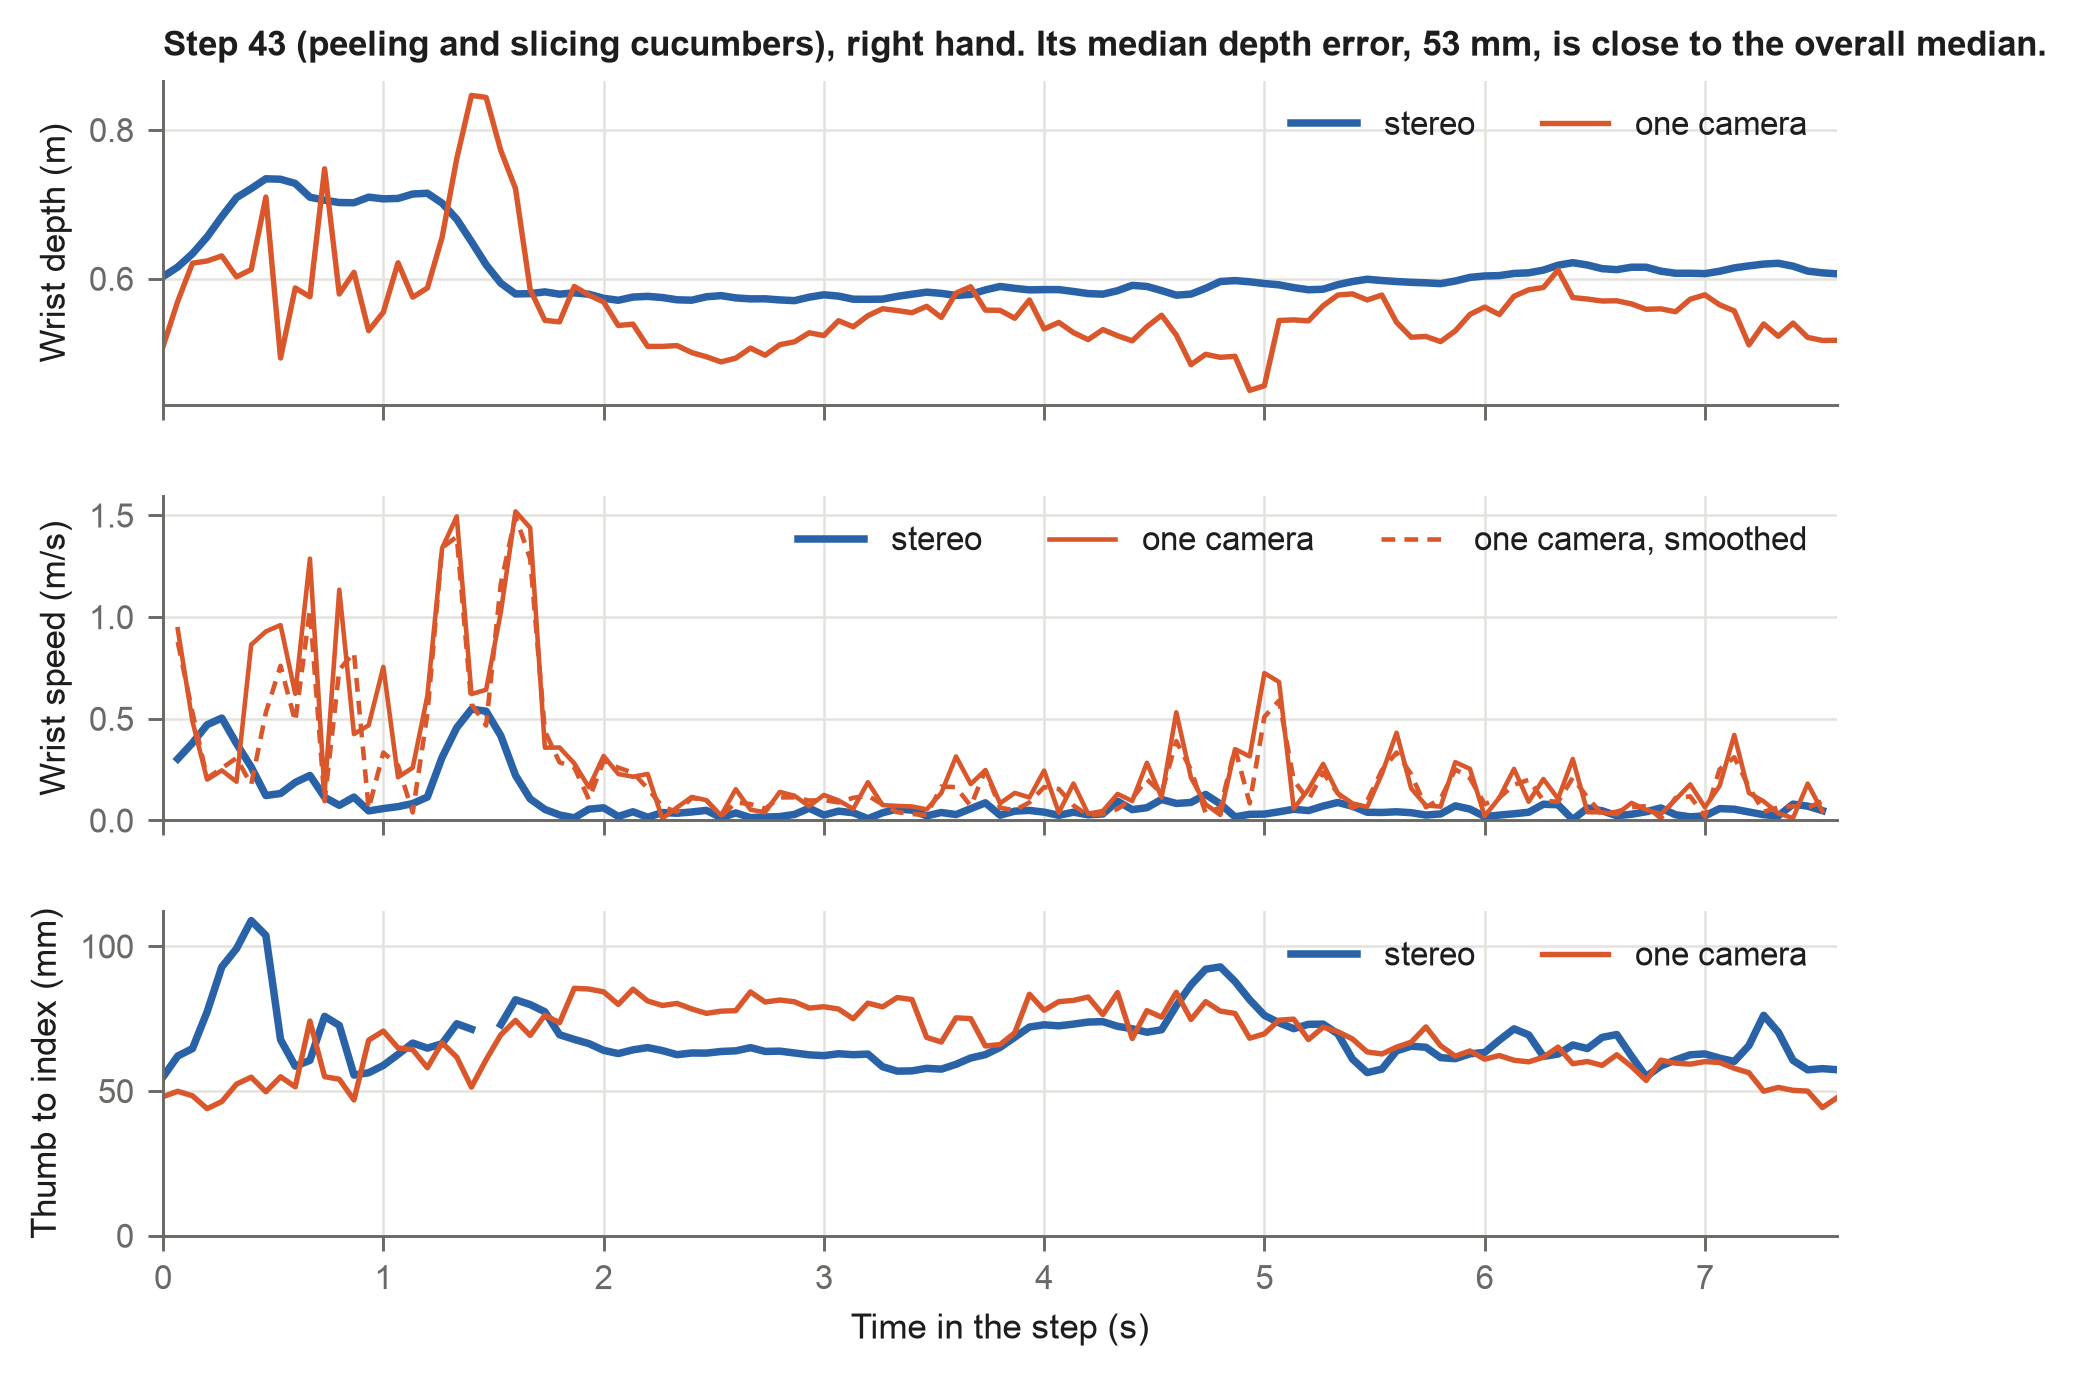 Step 43 (peeling and slicing cucumbers), right hand. Its median depth error, 53 mm, is close to the overall median.
Wrist depth (m)
0.8
0.6
stereo
one camera
Wrist speed (m/s)
1.5
1.0
0.5
0.0
stereo
one camera
one camera, smoothed
Thumb to index (mm)
100
50
0
stereo
one camera
0 1 2 3 4 5 6 7
Time in the step (s)